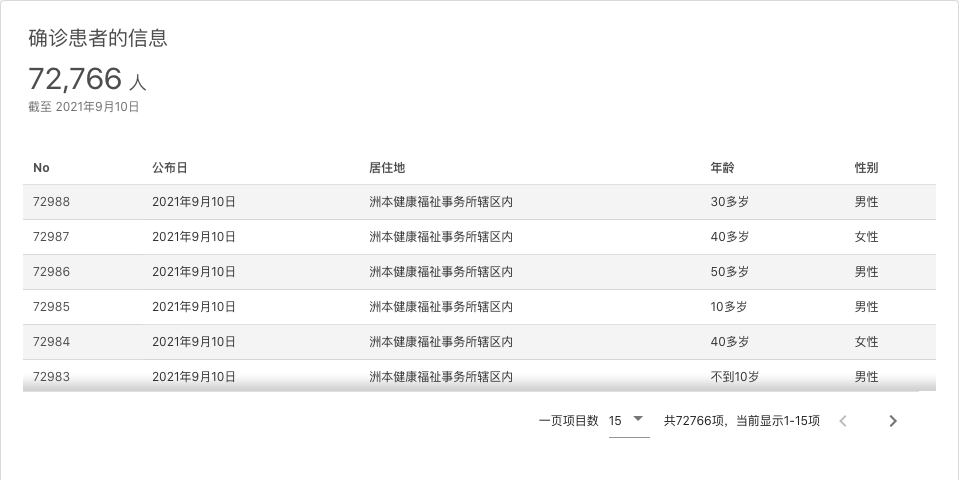 确诊患者的信息
72,766 人
截至 2021年9月10日
No 公布日 居住地 年龄 性别
72988 2021年9月10日 洲本健康福祉事务所辖区内 30多岁 男性
72987 2021年9月10日 洲本健康福祉事务所辖区内 40多岁 女性
72986 2021年9月10日 洲本健康福祉事务所辖区内 50多岁 男性
72985 2021年9月10日 洲本健康福祉事务所辖区内 10多岁 男性
72984 2021年9月10日 洲本健康福祉事务所辖区内 40多岁 女性
72983 2021年9月10日 洲本健康福祉事务所辖区内 不到10岁 男性
一页项目数 15 共72766项，当前显示1-15项